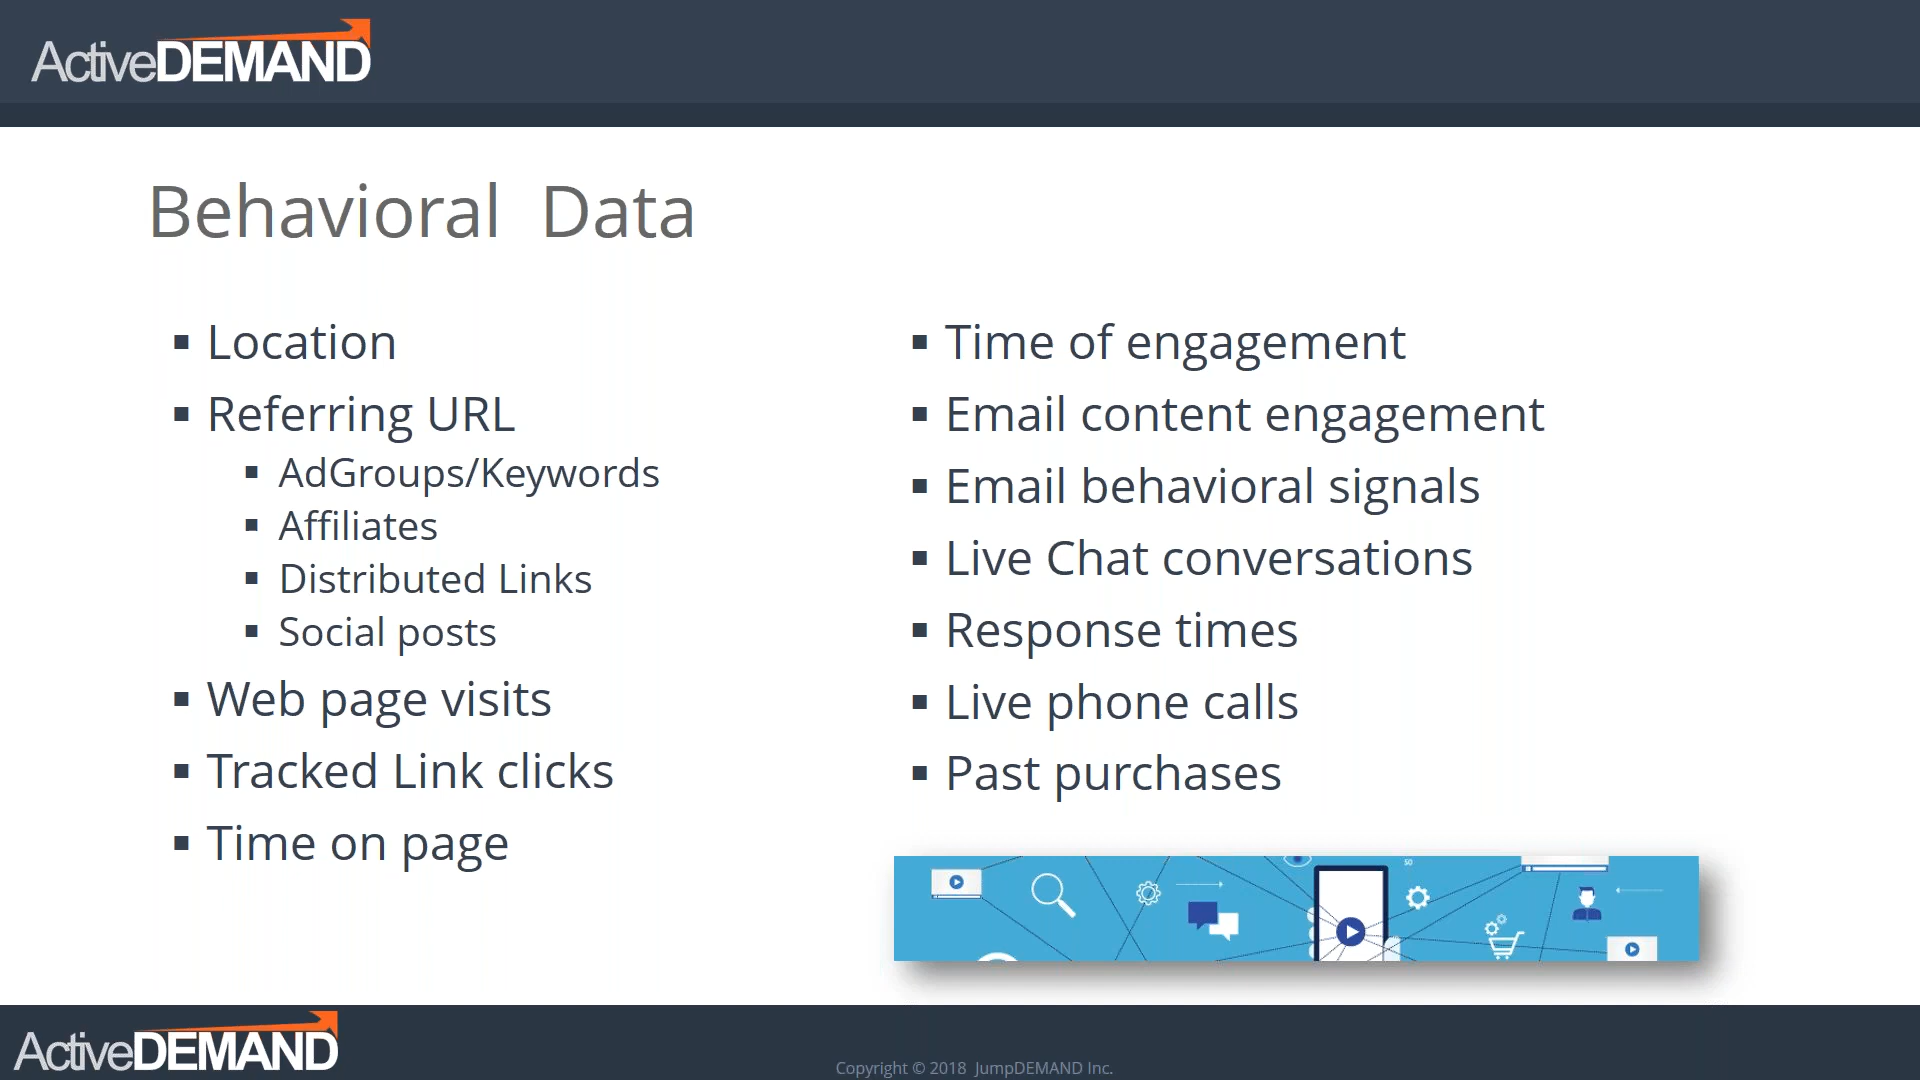 ActiveDEMAND
Behavioral Data
▪ Location
▪ Referring URL
▪ AdGroups/Keywords
▪ Affiliates
▪ Distributed Links
▪ Social posts
▪ Web page visits
▪ Tracked Link clicks
▪ Time on page
▪ Time of engagement
▪ Email content engagement
▪ Email behavioral signals
▪ Live Chat conversations
▪ Response times
▪ Live phone calls
▪ Past purchases
ActiveDEMAND
Copyright © 2018 JumpDEMAND Inc.